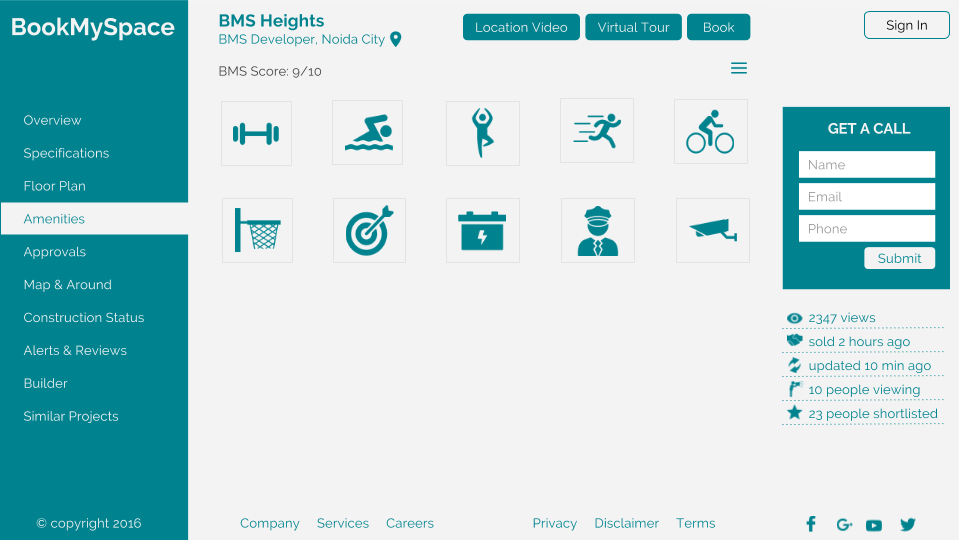 BookMySpace
Overview
Specifications
Floor Plan
Amenities
Approvals
Map & Around
Construction Status
Alerts & Reviews
Builder
Similar Projects
© copyright 2016
BMS Heights
BMS Developer, Noida City
BMS Score: 9/10
Location Video
Virtual Tour
Book
Sign In
GET A CALL
Name
Email
Phone
Submit
2347 views
sold 2 hours ago
updated 10 min ago
10 people viewing
23 people shortlisted
Company Services Careers Privacy Disclaimer Terms